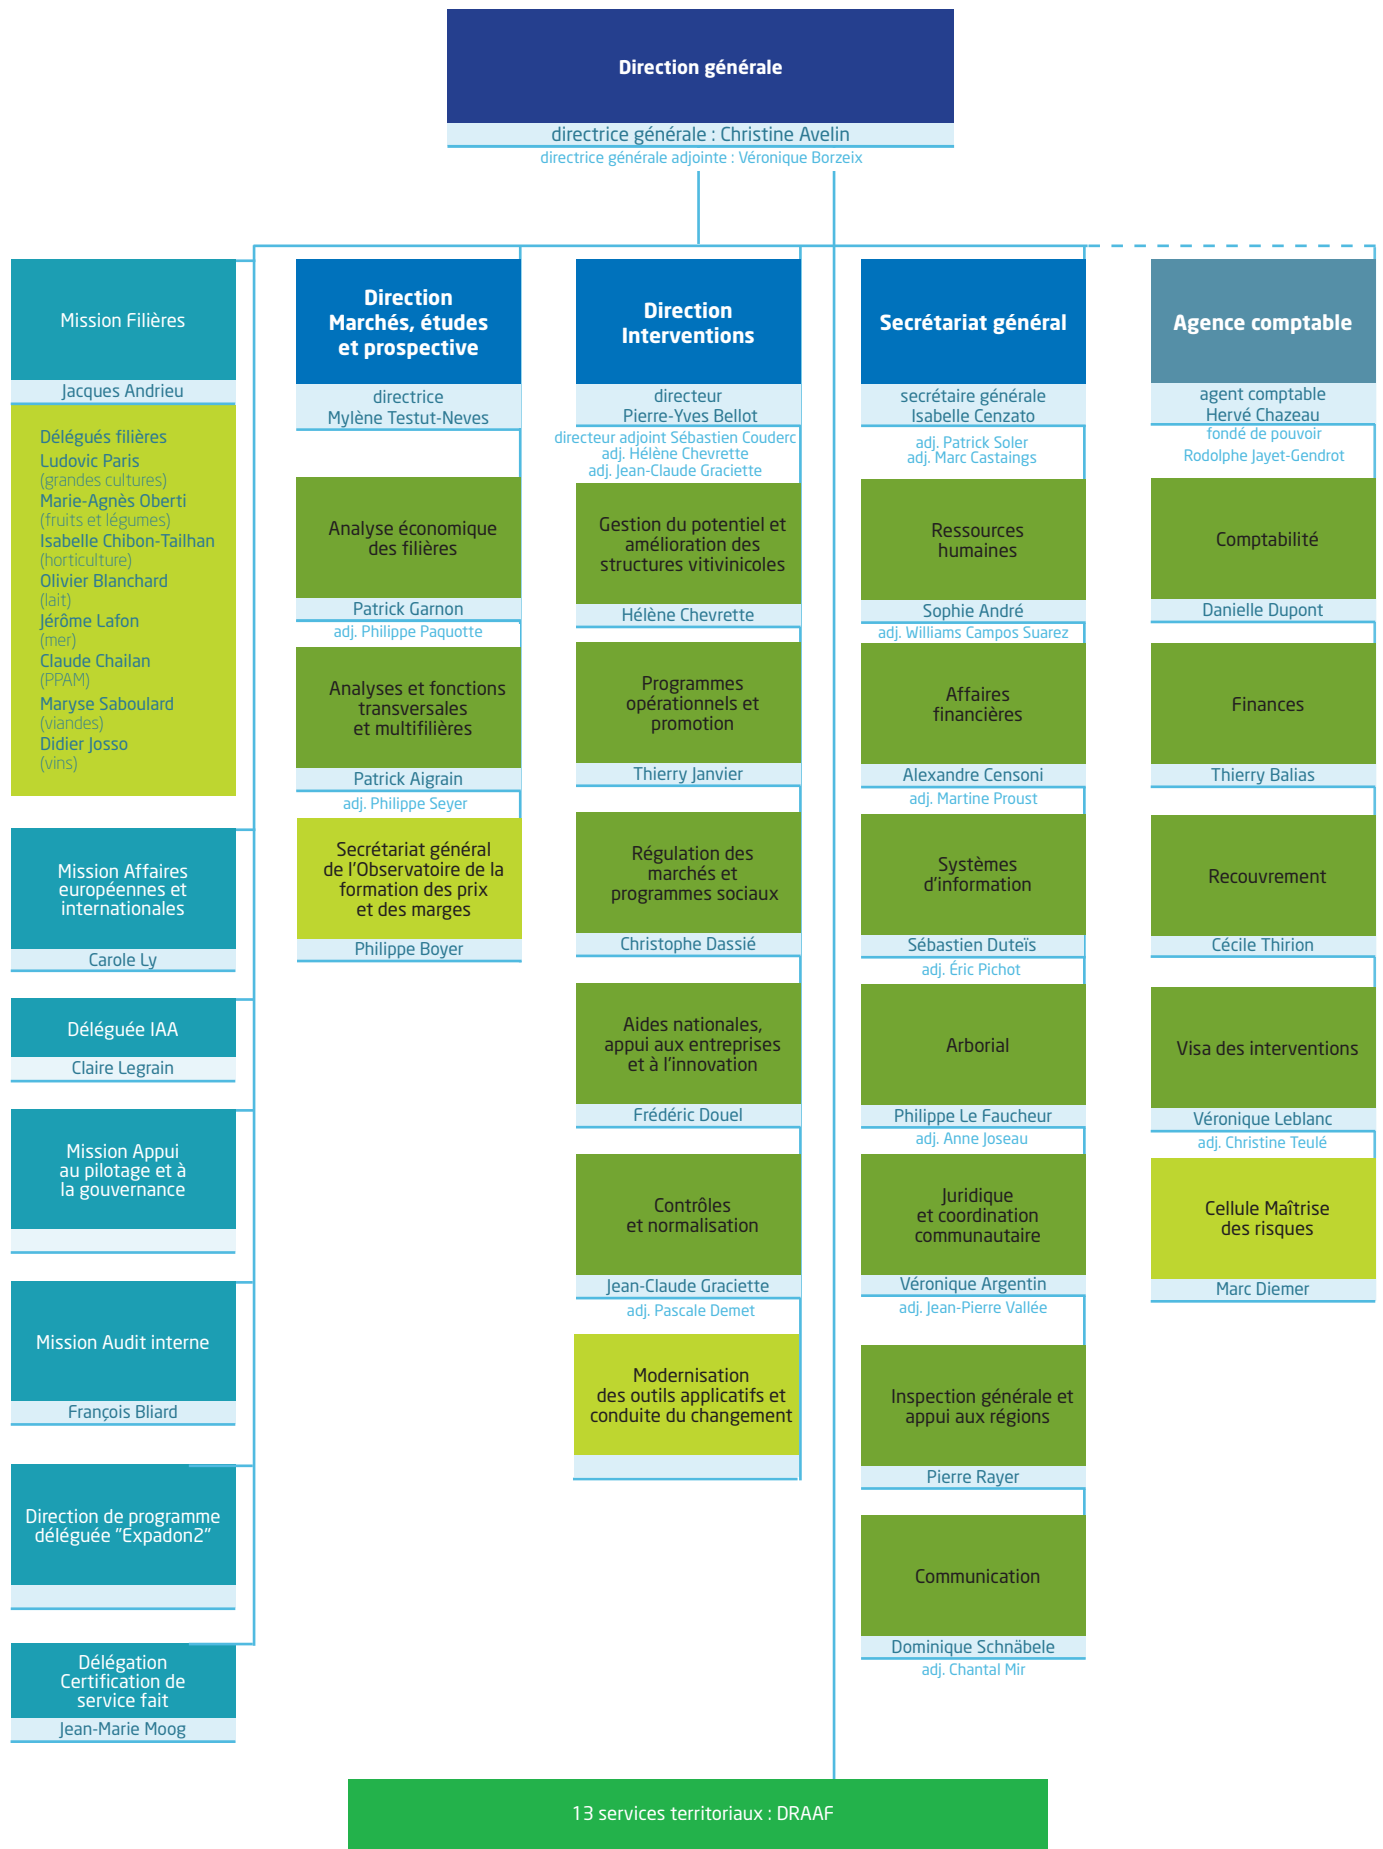 Direction générale
directrice générale : Christine Avelin
directrice générale adjointe : Véronique Borzeix
Mission Filières
Jacques Andrieu
Délégués filières
Ludovic Paris
(grandes cultures)
Marie-Agnès Oberti
(fruits et légumes)
Isabelle Chibon-Tailhan
(horticulture)
Olivier Blanchard
(lait)
Jérôme Lafon
(mer)
Claude Chailan
(PPAM)
Maryse Saboulard
(viandes)
Didier Josso
(vins)
Mission Affaires
européennes et
internationales
Carole Ly
Déléguée IAA
Claire Legrain
Mission Appui
au pilotage et à
la gouvernance
Mission Audit interne
François Bliard
Direction de programme
déléguée "Expadon2"
Délégation
Certification de
service fait
Jean-Marie Moog
Direction
Marchés, études
et prospective
directrice
Mylène Testut-Neves
Analyse économique
des filières
Patrick Garnon
adj. Philippe Paquotte
Analyses et fonctions
transversales
et multifilières
Patrick Aigrain
adj. Philippe Seyer
Secrétariat général
de l'Observatoire de la
formation des prix
et des marges
Philippe Boyer
Direction
Interventions
directeur
Pierre-Yves Bellot
directeur adjoint Sébastien Couderc
adj. Hélène Chevrette
adj. Jean-Claude Graciette
Gestion du potentiel et
amélioration des
structures vitivinicoles
Hélène Chevrette
Programmes
opérationnels et
promotion
Thierry Janvier
Régulation des
marchés et
programmes sociaux
Christophe Dassié
Aides nationales,
appui aux entreprises
et à l'innovation
Frédéric Douel
Contrôles
et normalisation
Jean-Claude Graciette
adj. Pascale Demet
Modernisation
des outils applicatifs et
conduite du changement
Secrétariat général
secrétaire générale
Isabelle Cenzato
adj. Patrick Soler
adj. Marc Castaings
Ressources
humaines
Sophie André
adj. Williams Campos Suarez
Affaires
financières
Alexandre Censoni
adj. Martine Proust
Systèmes
d'information
Sébastien Duteïs
adj. Éric Pichot
Arborial
Philippe Le Faucheur
adj. Anne Joseau
Juridique
et coordination
communautaire
Véronique Argentin
adj. Jean-Pierre Vallée
Inspection générale et
appui aux régions
Pierre Rayer
Communication
Dominique Schnäbele
adj. Chantal Mir
Agence comptable
agent comptable
Hervé Chazeau
fondé de pouvoir
Rodolphe Jayet-Gendrot
Comptabilité
Danielle Dupont
Finances
Thierry Balias
Recouvrement
Cécile Thirion
Visa des interventions
Véronique Leblanc
adj. Christine Teulé
Cellule Maîtrise
des risques
Marc Diemer
13 services territoriaux : DRAAF